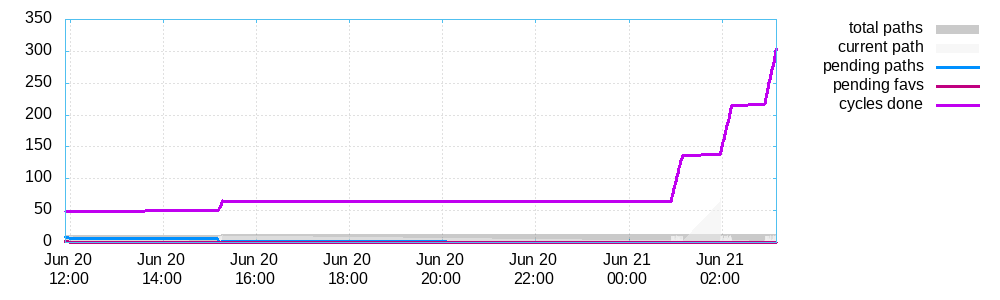 350
300
250
200
150
100
50
0
Jun 20 12:00
Jun 20 14:00
Jun 20 16:00
Jun 20 18:00
Jun 20 20:00
Jun 20 22:00
Jun 21 00:00
Jun 21 02:00
total paths
current path
pending paths
pending favs
cycles done